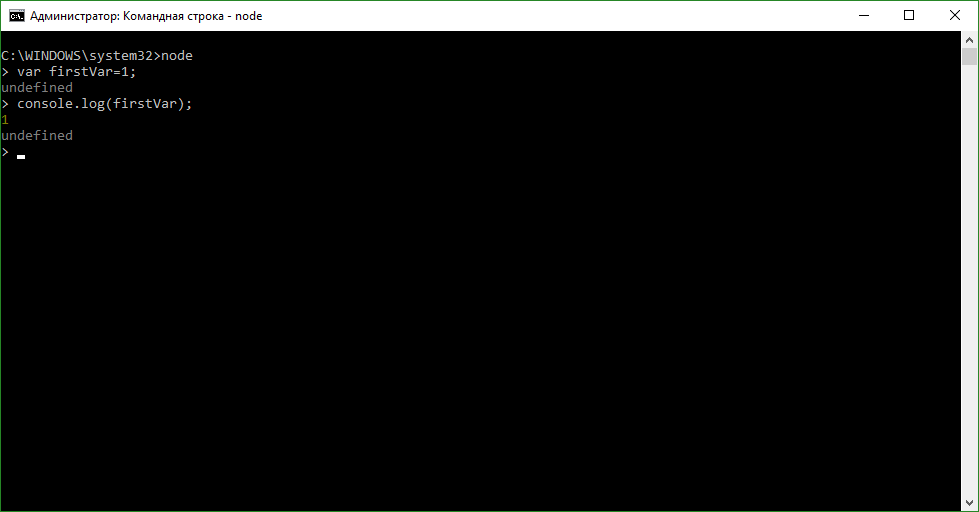 Администратор: Командная строка - node
C:\WINDOWS\system32>node
> var firstVar=1;
undefined
> console.log(firstVar);
1
undefined
>